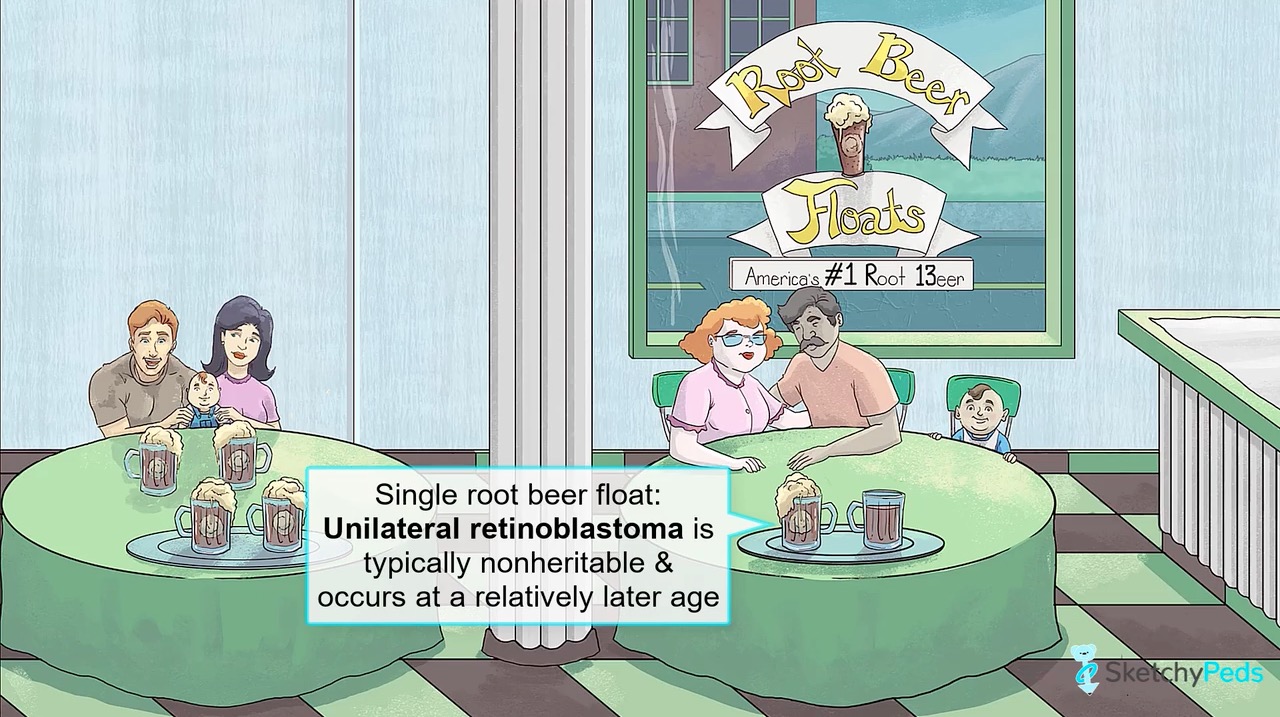 Root Beer
Floats
America's #1 Root 13eer
Single root beer float:
Unilateral retinoblastoma is
typically nonheritable &
occurs at a relatively later age
SketchyPeds